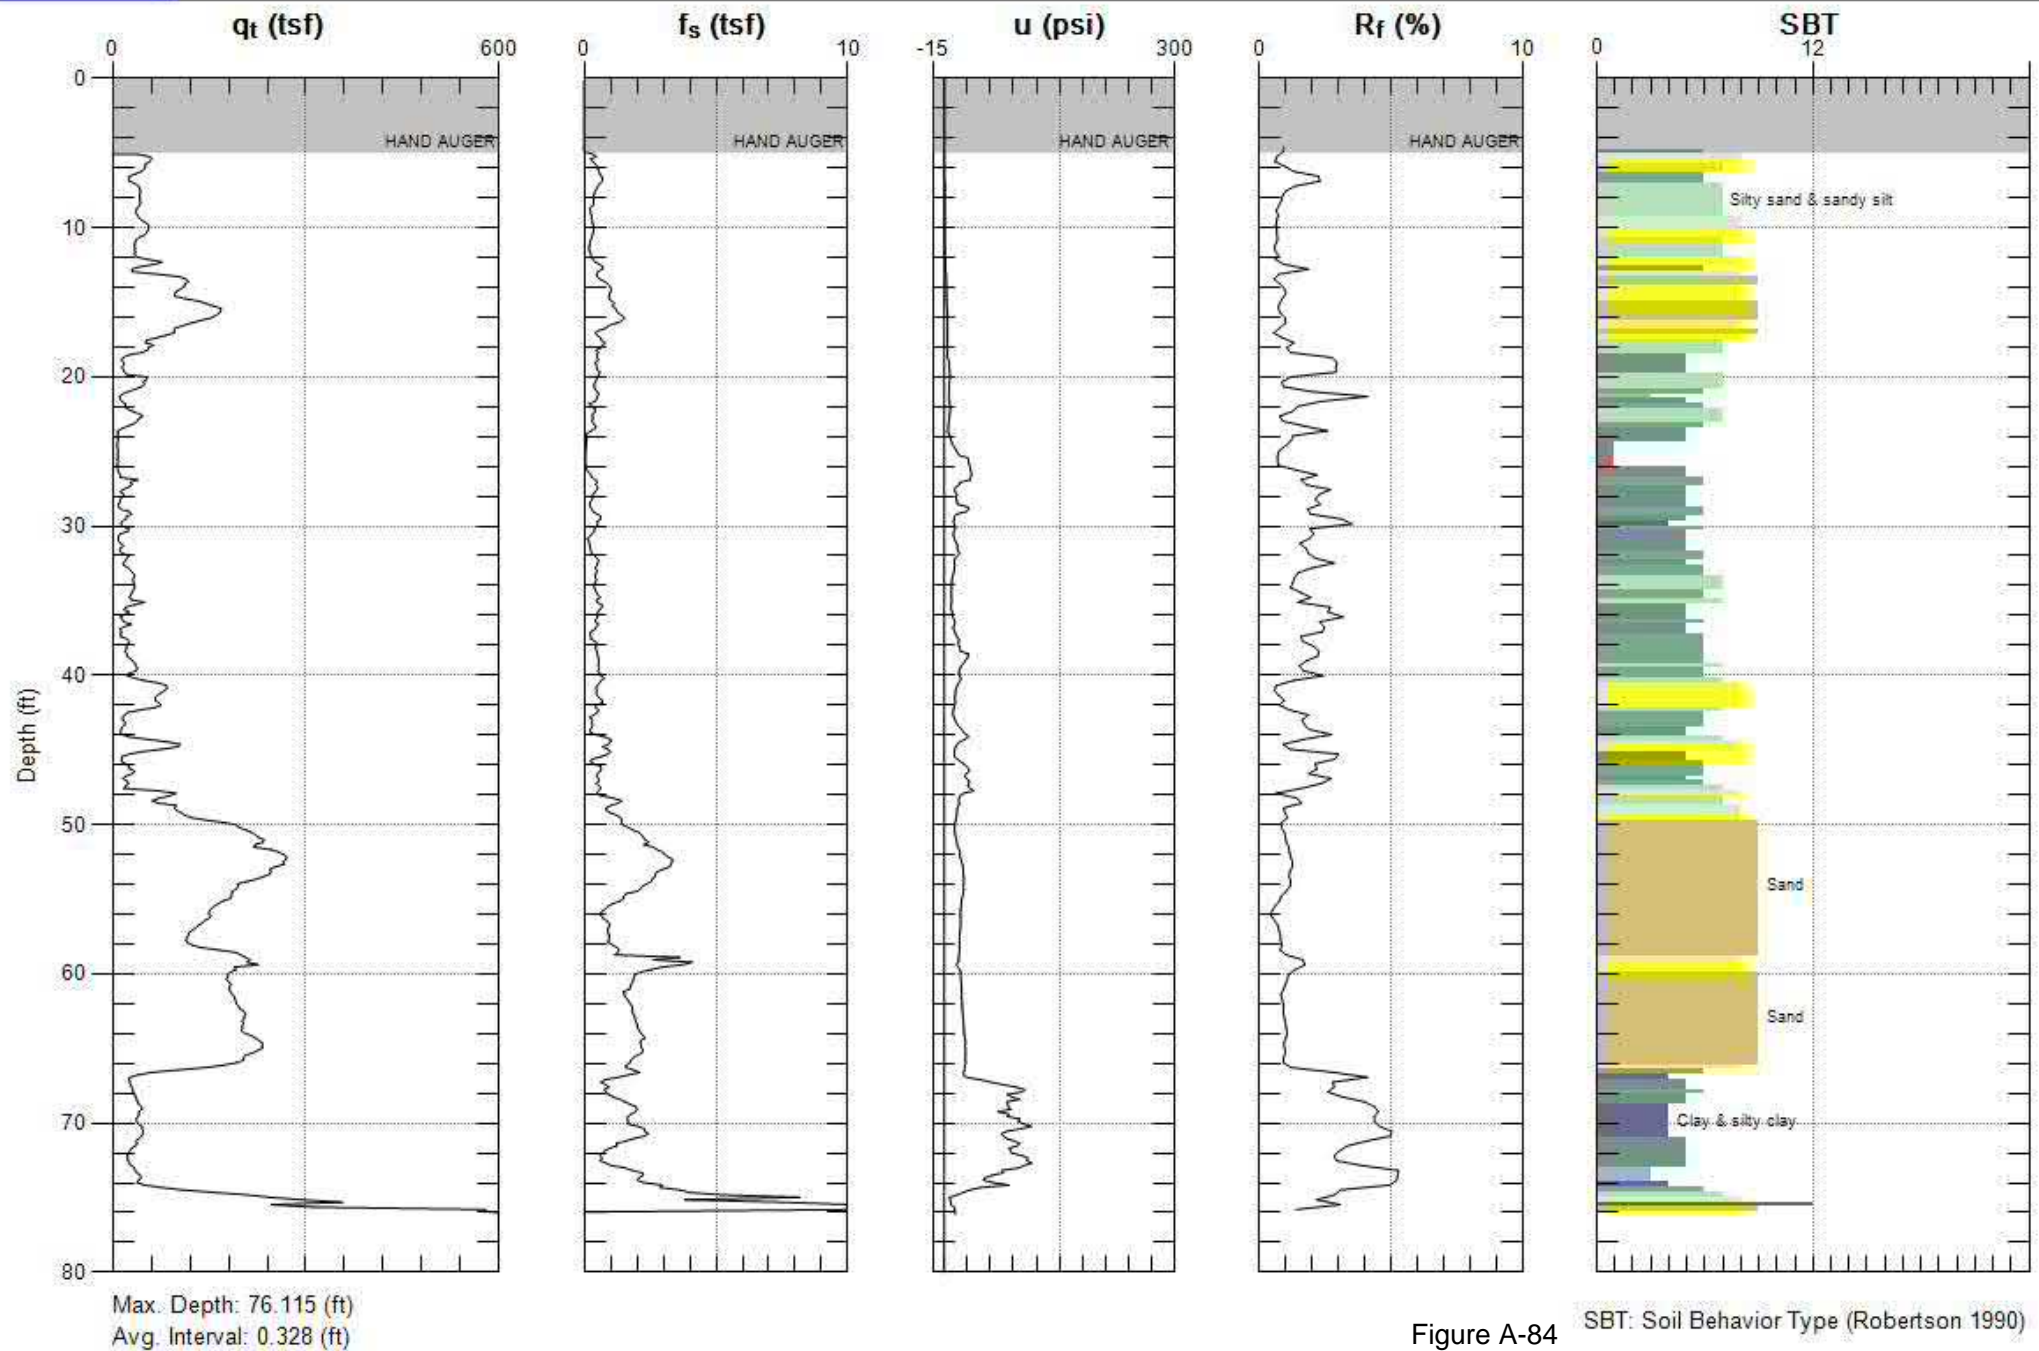 qt (tsf) fs (tsf) u (psi) Rf (%) SBT
0 600 0 10 -15 300 0 10 0 12
0
HAND AUGER HAND AUGER HAND AUGER HAND AUGER
Silty sand & sandy silt
10
20
30
40
Depth (ft)
50
Sand
60
Sand
70
Clay & silty clay
80
Max. Depth: 76.115 (ft)
Avg. Interval: 0.328 (ft)
Figure A-84
SBT: Soil Behavior Type (Robertson 1990)